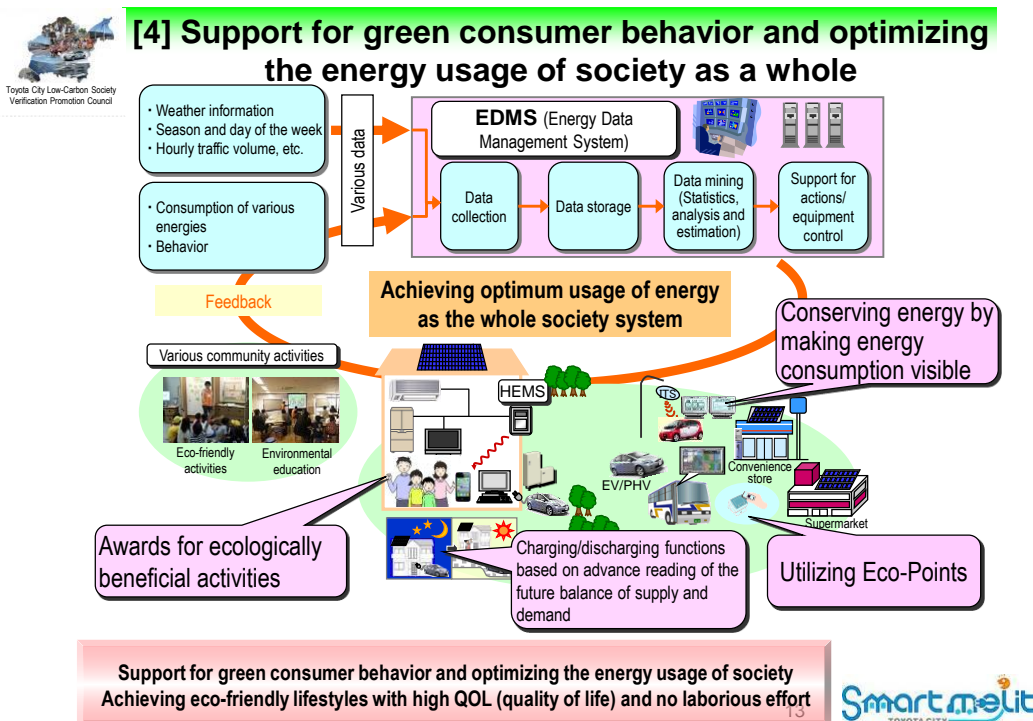 [4] Support for green consumer behavior and optimizing
the energy usage of society as a whole
Toyota City Low-Carbon Society
Verification Promotion Council
・Weather information
・Season and day of the week
・Hourly traffic volume, etc.
・Consumption of various
energies
・Behavior
Various data
EDMS (Energy Data
Management System)
Data
collection
Data storage
Data mining
(Statistics,
analysis and
estimation)
Support for
actions/
equipment
control
Feedback
Achieving optimum usage of energy
as the whole society system
Conserving energy by
making energy
consumption visible
Various community activities
Eco-friendly
activities
Environmental
education
HEMS
ITS
EV/PHV
Convenience
store
Supermarket
Awards for ecologically
beneficial activities
Charging/discharging functions
based on advance reading of the
future balance of supply and
demand
Utilizing Eco-Points
Support for green consumer behavior and optimizing the energy usage of society
Achieving eco-friendly lifestyles with high QOL (quality of life) and no laborious effort
13
Smart melit
TOYOTA CITY